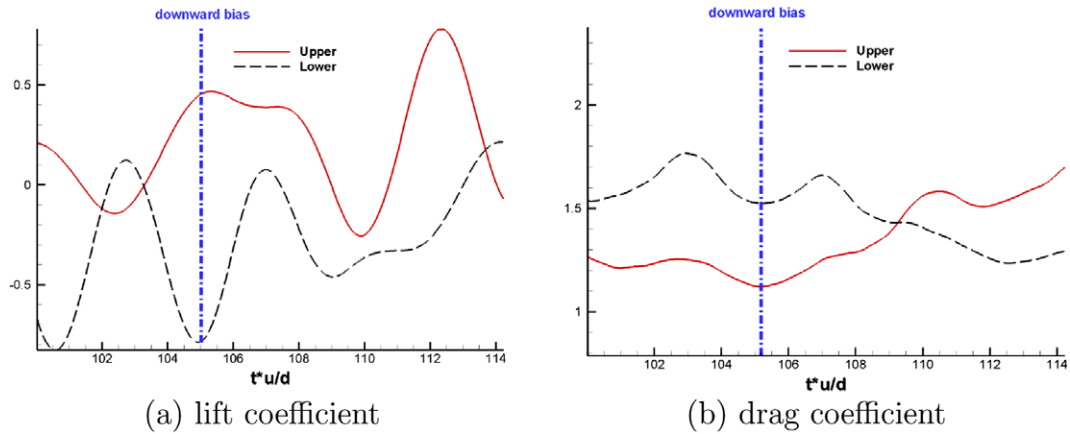 downward bias
0.5
0
-0.5
Upper
Lower
102 104 106 108 110 112 114
t*u/d
(a) lift coefficient
downward bias
2
1.5
1
Upper
Lower
102 104 106 108 110 112 114
t*u/d
(b) drag coefficient